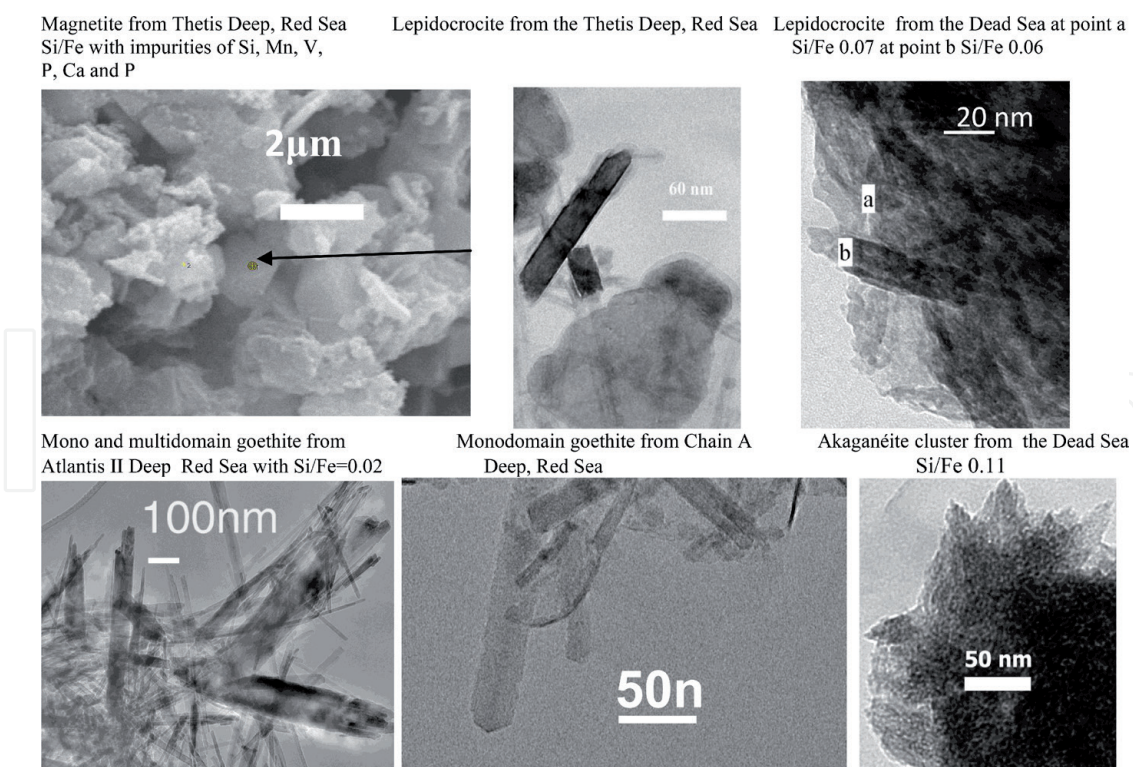 Magnetite from Thetis Deep, Red Sea
Si/Fe with impurities of Si, Mn, V,
P, Ca and P
2μm
Lepidocrocite from the Thetis Deep, Red Sea
60 nm
Lepidocrocite from the Dead Sea at point a
Si/Fe 0.07 at point b Si/Fe 0.06
20 nm
a
b
Mono and multidomain goethite from
Atlantis II Deep Red Sea with Si/Fe=0.02
100nm
Monodomain goethite from Chain A
Deep, Red Sea
50n
Akaganéite cluster from the Dead Sea
Si/Fe 0.11
50 nm